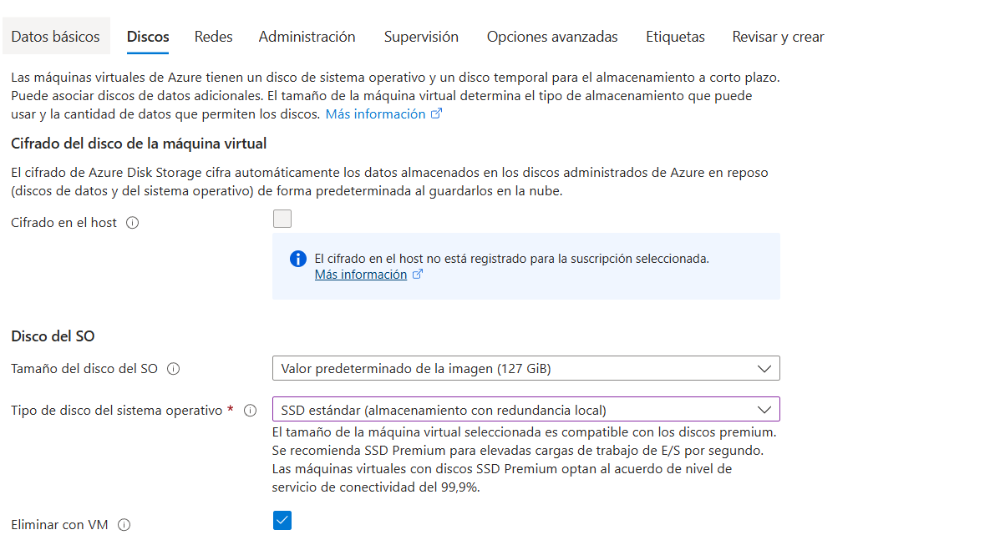 Datos básicos Discos Redes Administración Supervisión Opciones avanzadas Etiquetas Revisar y crear
Las máquinas virtuales de Azure tienen un disco de sistema operativo y un disco temporal para el almacenamiento a corto plazo.
Puede asociar discos de datos adicionales. El tamaño de la máquina virtual determina el tipo de almacenamiento que puede
usar y la cantidad de datos que permiten los discos. Más información
Cifrado del disco de la máquina virtual
El cifrado de Azure Disk Storage cifra automáticamente los datos almacenados en los discos administrados de Azure en reposo
(discos de datos y del sistema operativo) de forma predeterminada al guardarlos en la nube.
Cifrado en el host
El cifrado en el host no está registrado para la suscripción seleccionada.
Más información
Disco del SO
Tamaño del disco del SO Valor predeterminado de la imagen (127 GiB)
Tipo de disco del sistema operativo * SSD estándar (almacenamiento con redundancia local)
El tamaño de la máquina virtual seleccionada es compatible con los discos premium.
Se recomienda SSD Premium para elevadas cargas de trabajo de E/S por segundo.
Las máquinas virtuales con discos SSD Premium optan al acuerdo de nivel de
servicio de conectividad del 99,9%.
Eliminar con VM